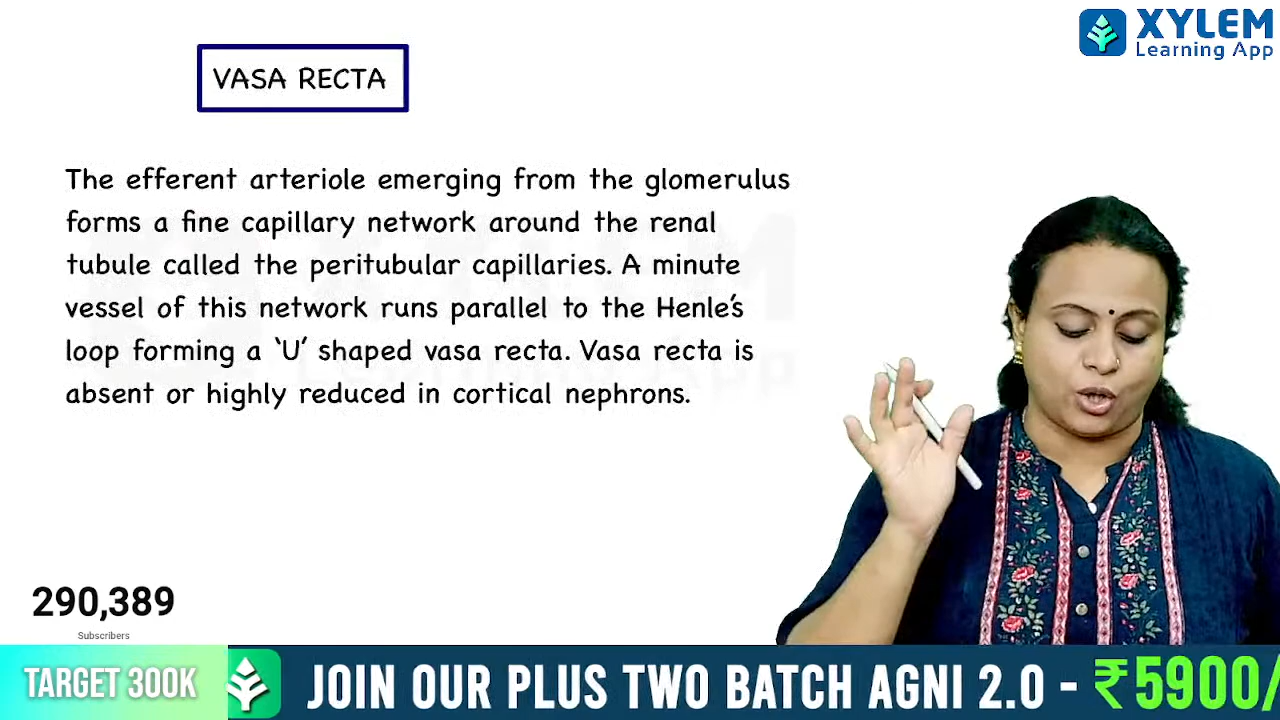 XYLEM
Learning App
VASA RECTA
The efferent arteriole emerging from the glomerulus
forms a fine capillary network around the renal
tubule called the peritubular capillaries. A minute
vessel of this network runs parallel to the Henle's
loop forming a 'U' shaped vasa recta. Vasa recta is
absent or highly reduced in cortical nephrons.
290,389
Subscribers
TARGET 300K
JOIN OUR PLUS TWO BATCH AGNI 2.0 - ₹5900/